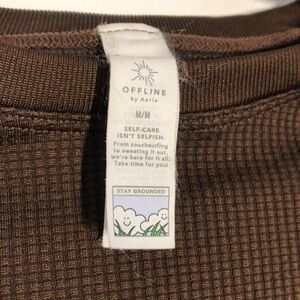 OFFLINE
by Aerie
M/M
SELF-CARE
ISN'T SELFISH.
From couchsurfing
to sweating it out,
we're here for it all.
Take time for you!
STAY GROUNDED